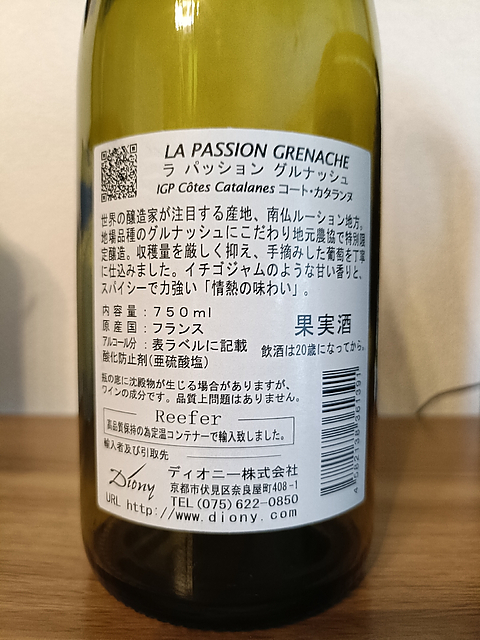 LA PASSION GRENACHE
ラ パッション グルナッシュ
IGP Côtes Catalanes コート・カタランヌ
世界の醸造家が注目する産地、南仏ルーション地方。
地場品種のグルナッシュにこだわり地元農協で特別限
定醸造。収穫量を厳しく抑え、手摘みした葡萄を丁寧
に仕込みました。イチゴジャムのような甘い香りと、
スパイシーで力強い「情熱の味わい」。
内容量:750ml
原産国:フランス
アルコール分:表ラベルに記載
酸化防止剤(亜硫酸塩)
果実酒
飲酒は20歳になってから。
瓶の底に沈殿物が生じる場合がありますが、
ワインの成分です。品質上問題はありません。
Reefer
高品質保持の為定温コンテナーで輸入致しました。
輸入者及び引取先
Diony
ディオニー株式会社
京都市伏見区奈良屋町408-1
TEL(075)622-0850
URL http://www.diony.com
4582138361391